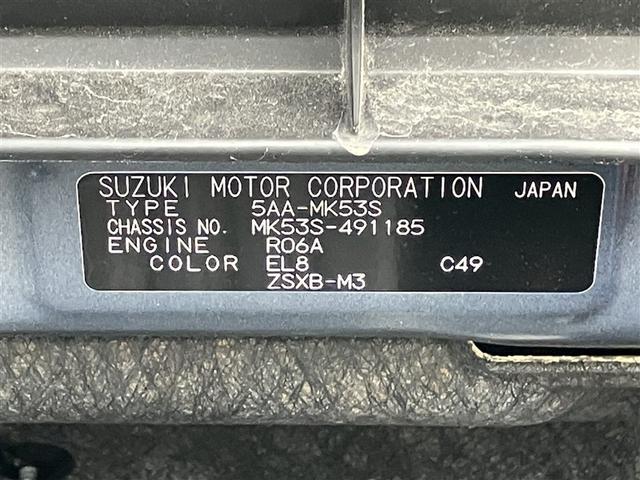 SUZUKI MOTOR CORPORATION JAPAN
TYPE 5AA-MK53S
CHASSIS NO. MK53S-491185
ENGINE R06A
COLOR EL8 C49
ZSXB-M3